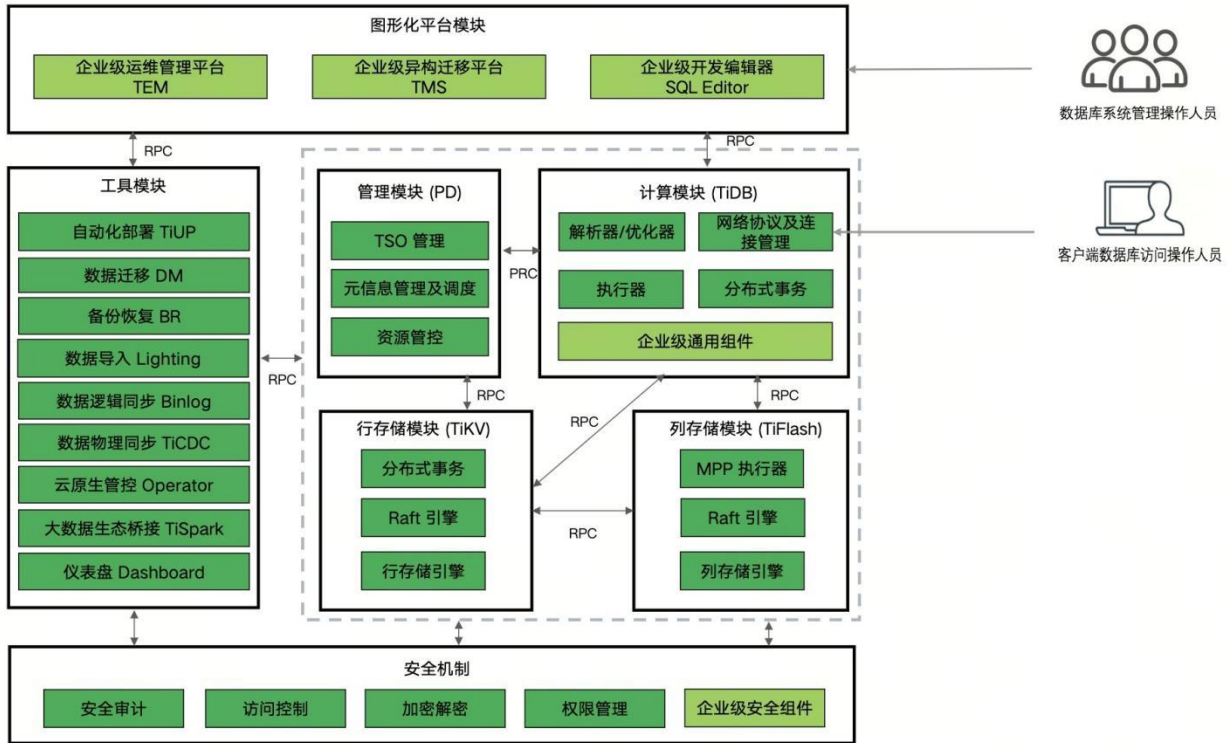 图形化平台模块
企业级运维管理平台
TEM
企业级异构迁移平台
TMS
企业级开发编辑器
SQL Editor
数据库系统管理操作人员
RPC
RPC
工具模块
自动化部署 TiUP
数据迁移 DM
备份恢复 BR
数据导入 Lighting
数据逻辑同步 Binlog
数据物理同步 TiCDC
云原生管控 Operator
大数据生态桥接 TiSpark
仪表盘 Dashboard
RPC
管理模块 (PD)
TSO 管理
元信息管理及调度
资源管控
PRC
计算模块 (TiDB)
解析器/优化器
网络协议及连
接管理
执行器
分布式事务
企业级通用组件
客户端数据库访问操作人员
RPC
RPC
RPC
行存储模块 (TiKV)
分布式事务
Raft 引擎
行存储引擎
RPC
列存储模块 (TiFlash)
MPP 执行器
Raft 引擎
列存储引擎
安全机制
安全审计
访问控制
加密解密
权限管理
企业级安全组件